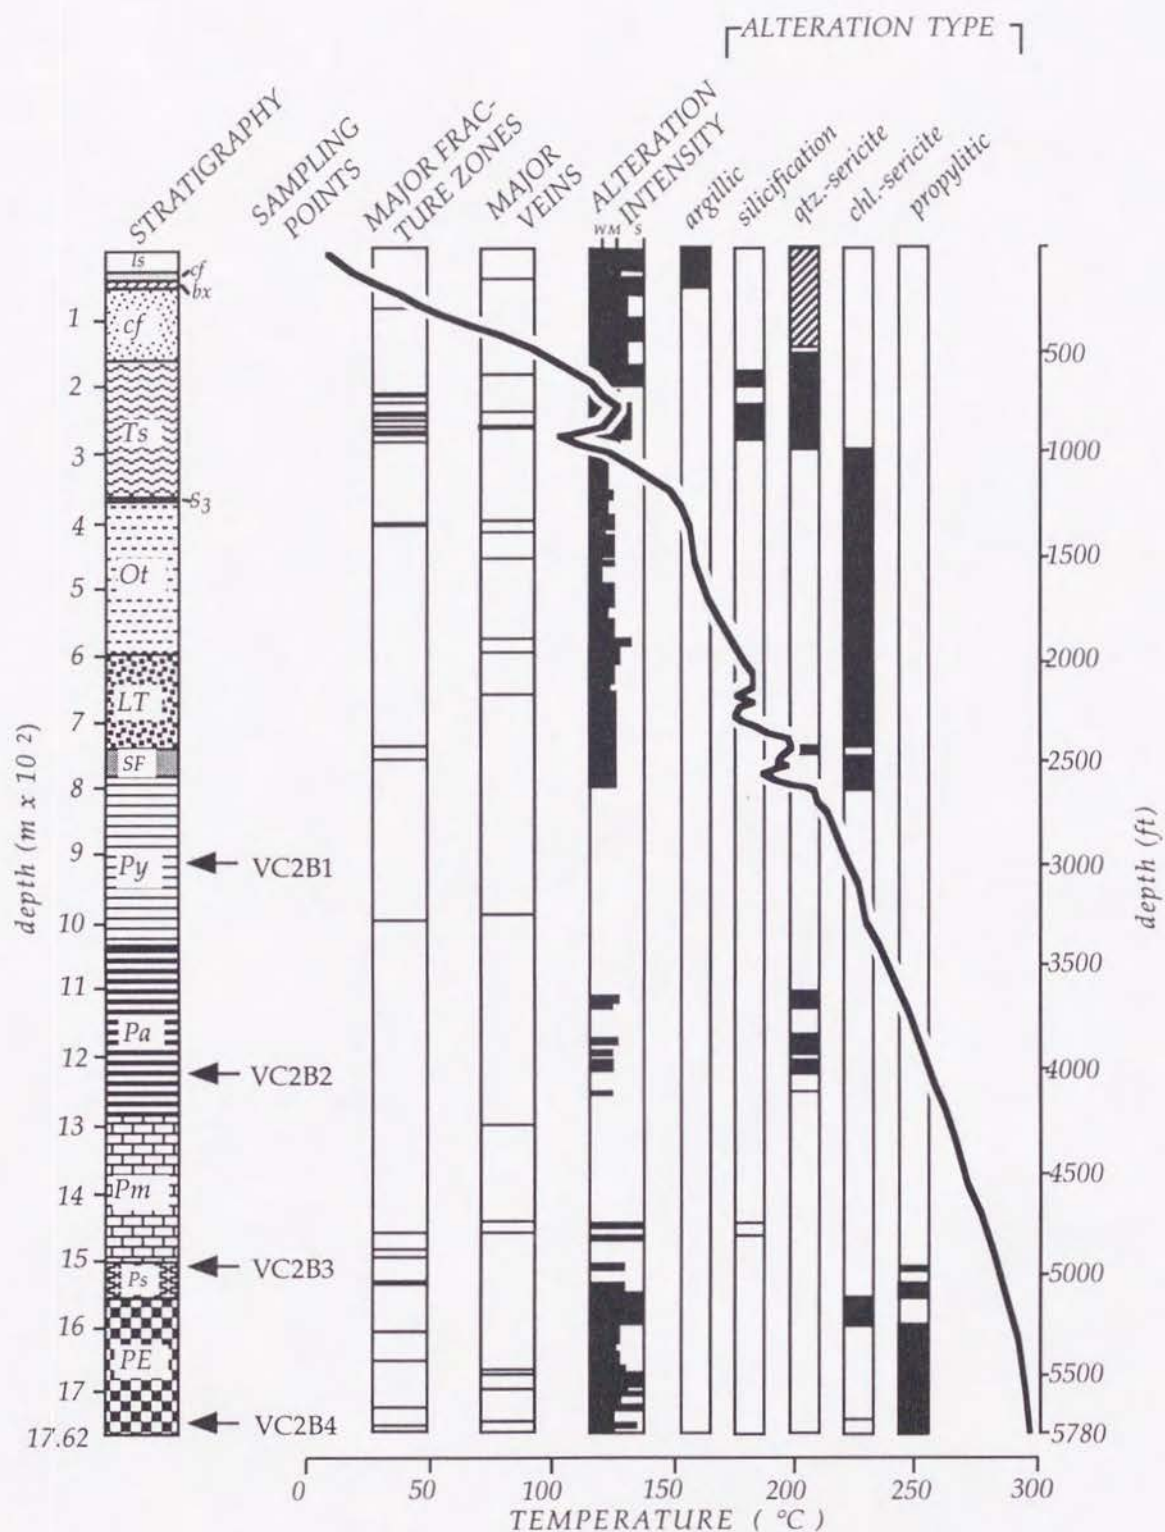 ALTERATION TYPE
STRATIGRAPHY
SAMPLING
POINTS
MAJOR FRAC-
TURE ZONES
MAJOR
VEINS
ALTERATION
INTENSITY
W M S
argillic
silicification
qtz.-sericite
chl.-sericite
propylitic
ls
cf
bx
cf
Ts
S3
Ot
LT
SF
Py
Pa
Pm
Ps
PE
VC2B1
VC2B2
VC2B3
VC2B4
depth (m x 10 2)
1
2
3
4
5
6
7
8
9
10
11
12
13
14
15
16
17
17.62
500
1000
1500
2000
2500
3000
3500
4000
4500
5000
5500
5780
depth (ft)
0 50 100 150 200 250 300
TEMPERATURE ( °C )